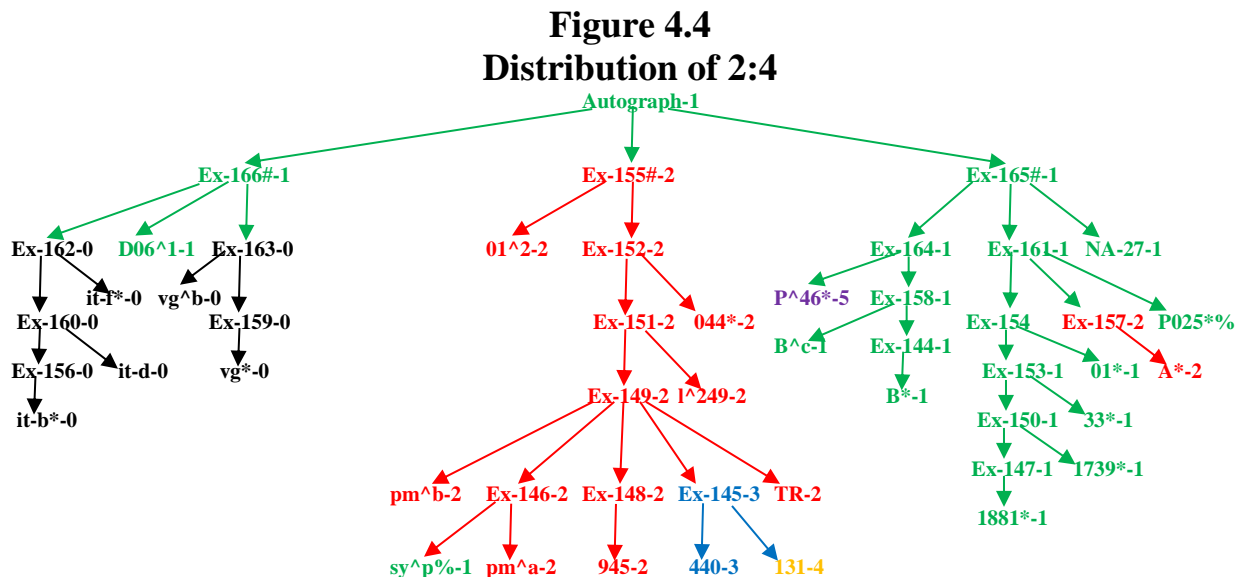 Figure 4.4
Distribution of 2:4
Autograph-1
Ex-166#-1 Ex-155#-2 Ex-165#-1
Ex-162-0 D06^1-1 Ex-163-0 01^2-2 Ex-152-2 Ex-164-1 Ex-161-1 NA-27-1
it-f*-0 vg^b-0 P^46*-5 Ex-158-1
Ex-160-0 Ex-159-0 Ex-151-2 044*-2 Ex-154 Ex-157-2 P025*%
B^c-1 Ex-144-1
Ex-156-0 it-d-0 vg*-0 Ex-153-1 01*-1 A*-2
Ex-149-2 l^249-2 B*-1
it-b*-0 Ex-150-1 33*-1
Ex-147-1 1739*-1
pm^b-2 Ex-146-2 Ex-148-2 Ex-145-3 TR-2
1881*-1
sy^p%-1 pm^a-2 945-2 440-3 131-4